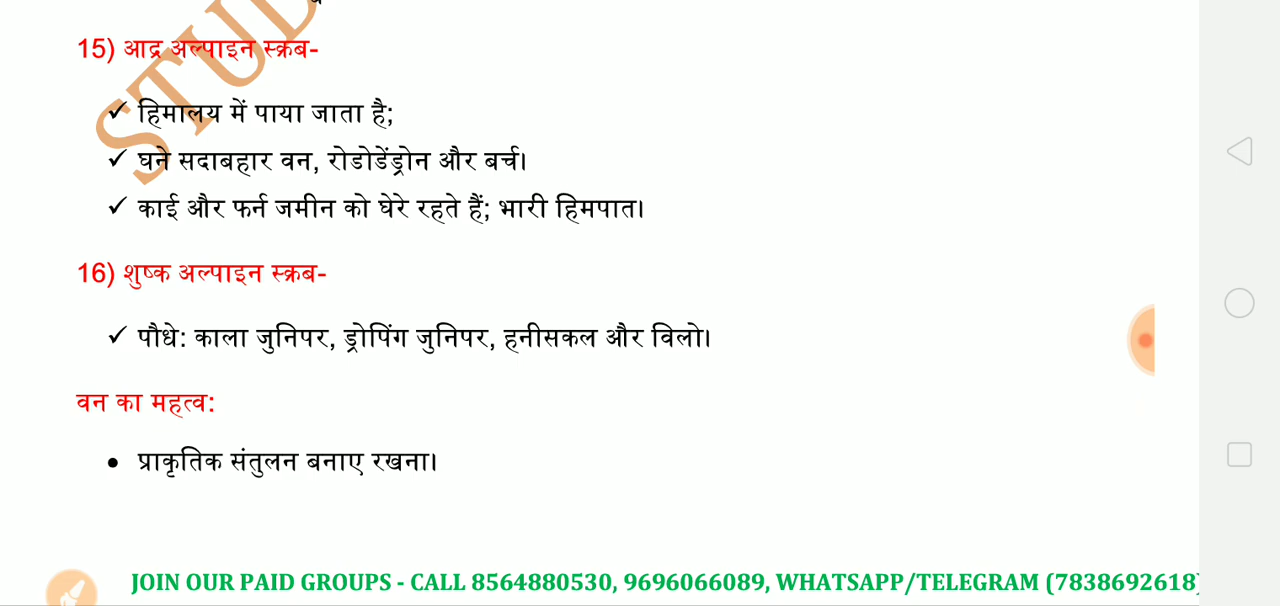 15) आद्र अल्पाइन स्क्रब-
✓ हिमालय में पाया जाता है;
✓ घने सदाबहार वन, रोडोडेंड्रोन और बर्च।
✓ काई और फर्न जमीन को घेरे रहते हैं; भारी हिमपात।
16) शुष्क अल्पाइन स्क्रब-
✓ पौधे: काला जुनिपर, ड्रोपिंग जुनिपर, हनीसकल और विलो।
वन का महत्व:
• प्राकृतिक संतुलन बनाए रखना।
JOIN OUR PAID GROUPS - CALL 8564880530, 9696066089, WHATSAPP/TELEGRAM (7838692618)